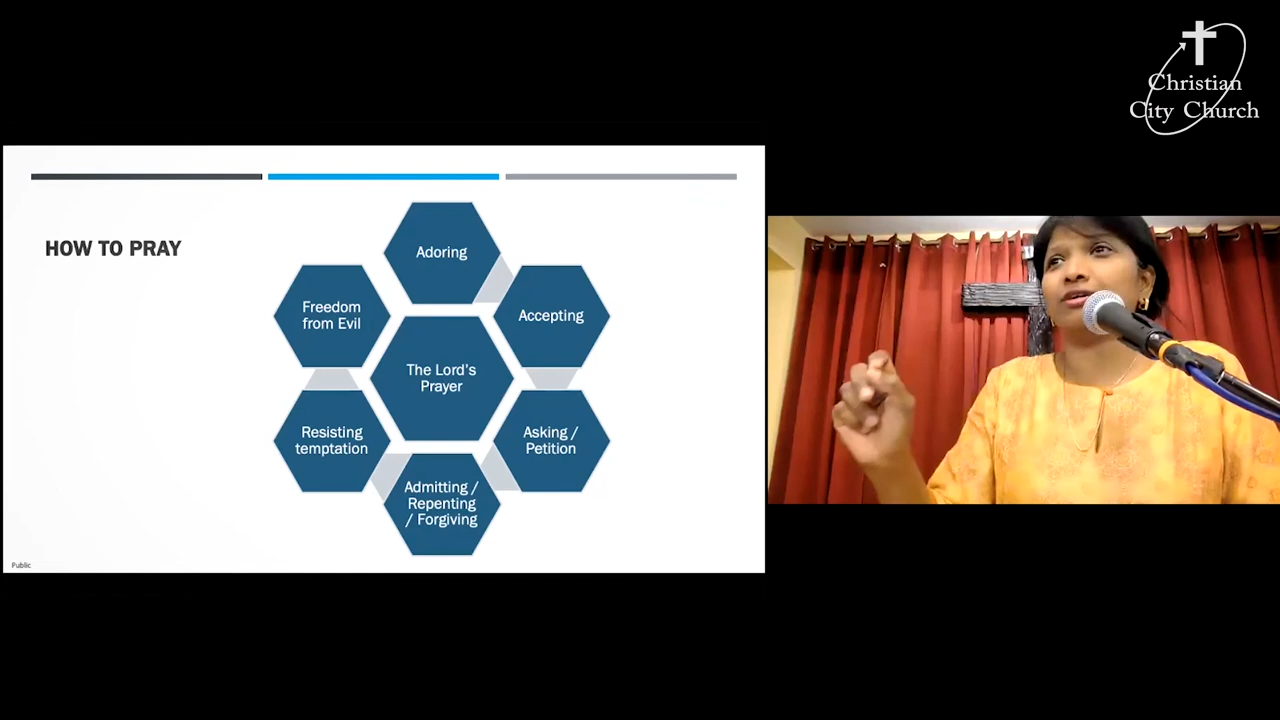 Christian
City Church
HOW TO PRAY
Adoring
Accepting
Asking /
Petition
Admitting /
Repenting
/ Forgiving
Resisting
temptation
Freedom
from Evil
The Lord's
Prayer
Public